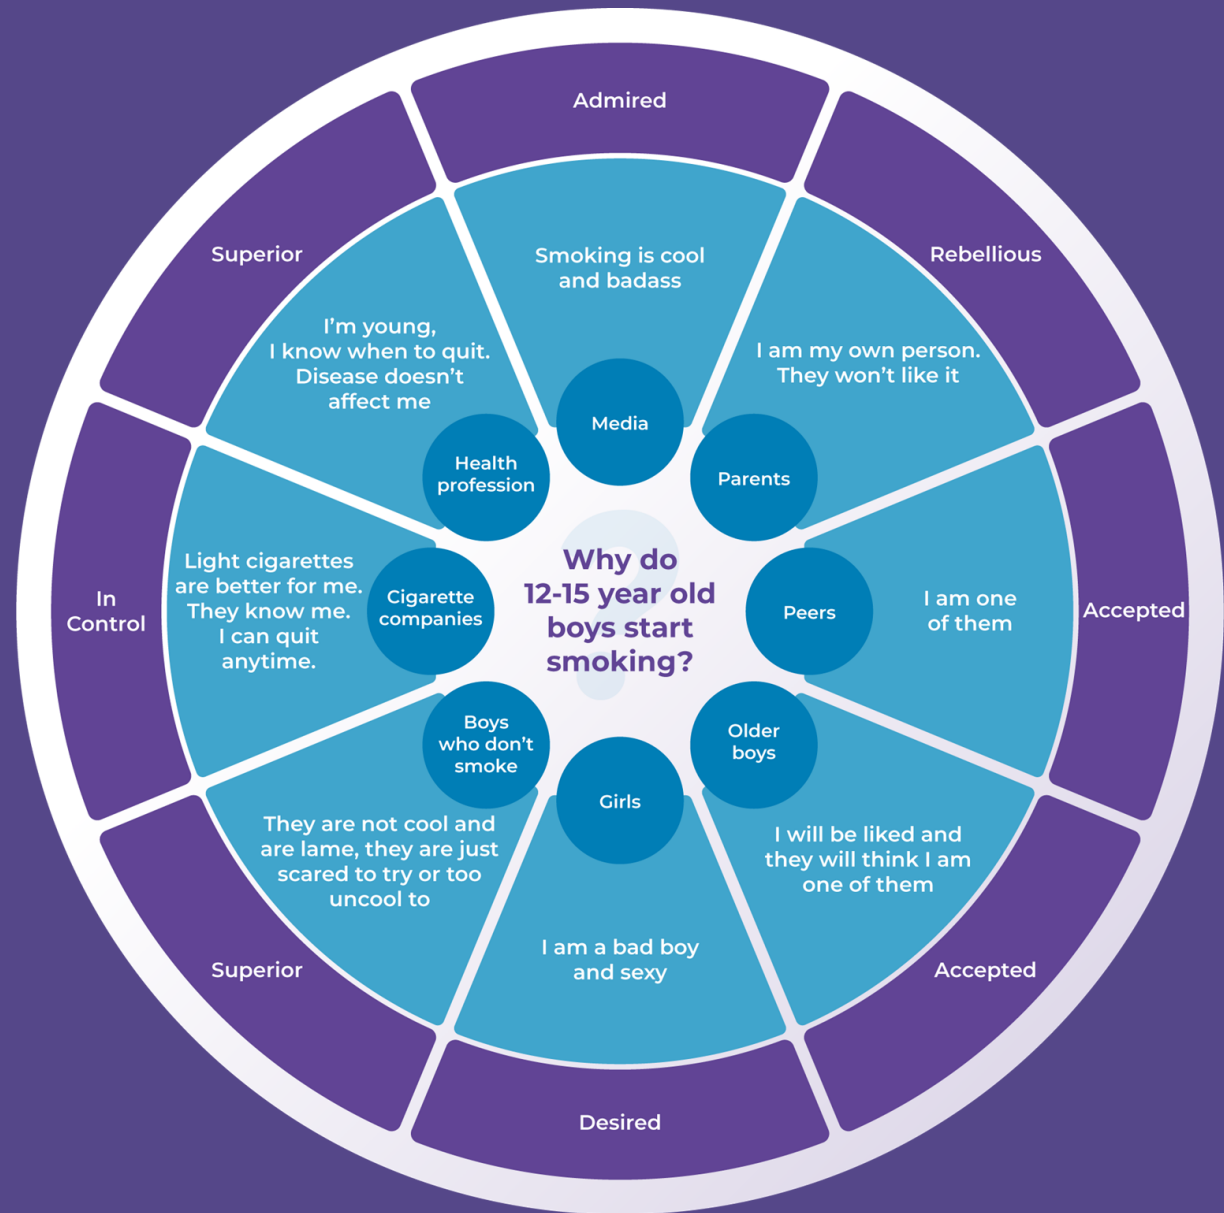 Why do
12-15 year old
boys start
smoking?
Media
Smoking is cool
and badass
Admired
Parents
I am my own person.
They won’t like it
Rebellious
Peers
I am one
of them
Accepted
Older
boys
I will be liked and
they will think I am
one of them
Accepted
Girls
I am a bad boy
and sexy
Desired
Boys
who don’t
smoke
They are not cool and
are lame, they are just
scared to try or too
uncool to
Superior
Cigarette
companies
Light cigarettes
are better for me.
They know me.
I can quit
anytime.
In
Control
Health
profession
I’m young,
I know when to quit.
Disease doesn’t
affect me
Superior
?